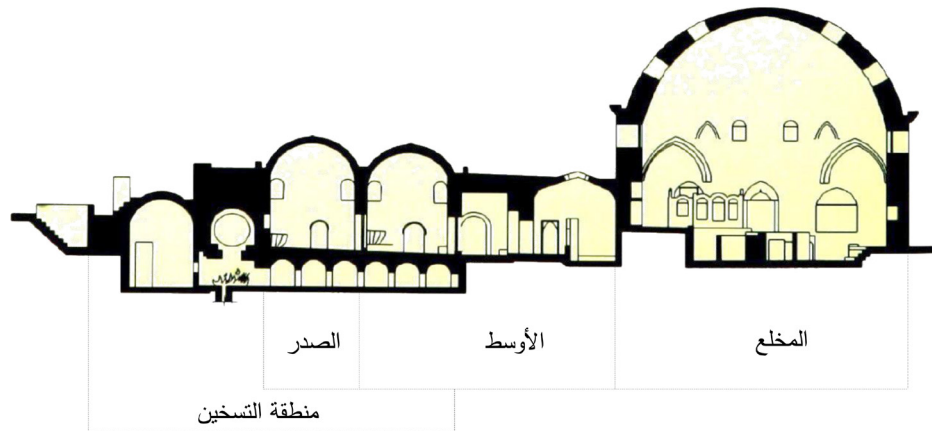 المخلع
الأوسط
الصدر
منطقة التسخين